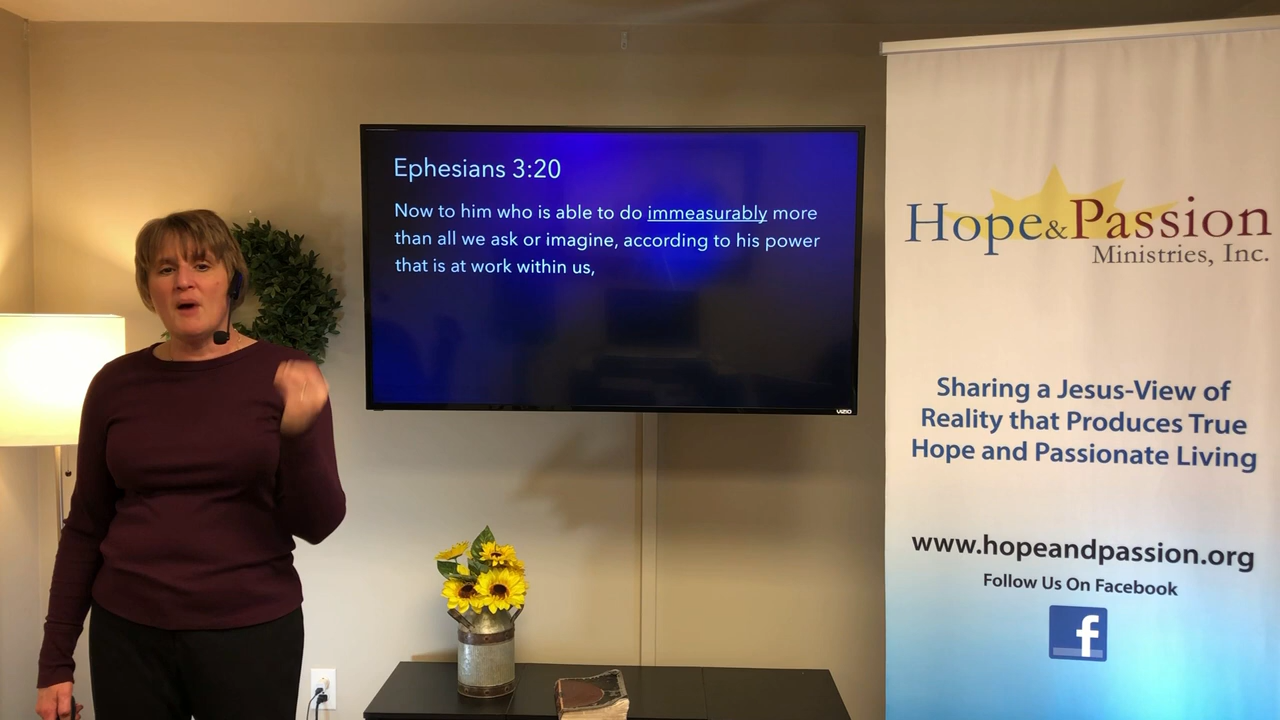 Ephesians 3:20
Now to him who is able to do immeasurably more
than all we ask or imagine, according to his power
that is at work within us,
VIZIO
Hope&Passion
Ministries, Inc.
Sharing a Jesus-View of
Reality that Produces True
Hope and Passionate Living
www.hopeandpassion.org
Follow Us On Facebook
f